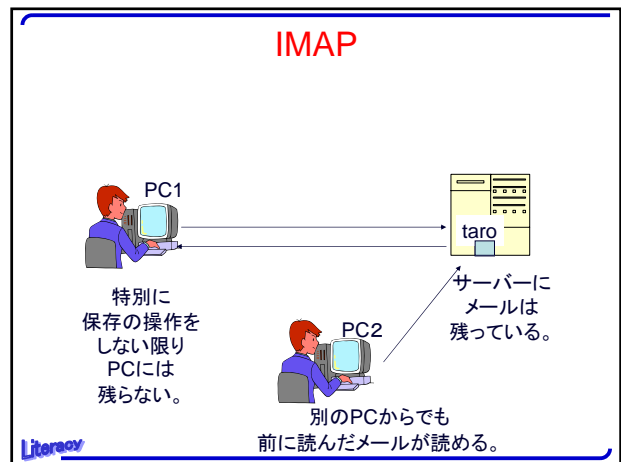 IMAP
PC1
taro
特別に
保存の操作を
しない限り
PCには
残らない。
サーバーに
メールは
残っている。
PC2
別のPCからでも
前に読んだメールが読める。
Literacy